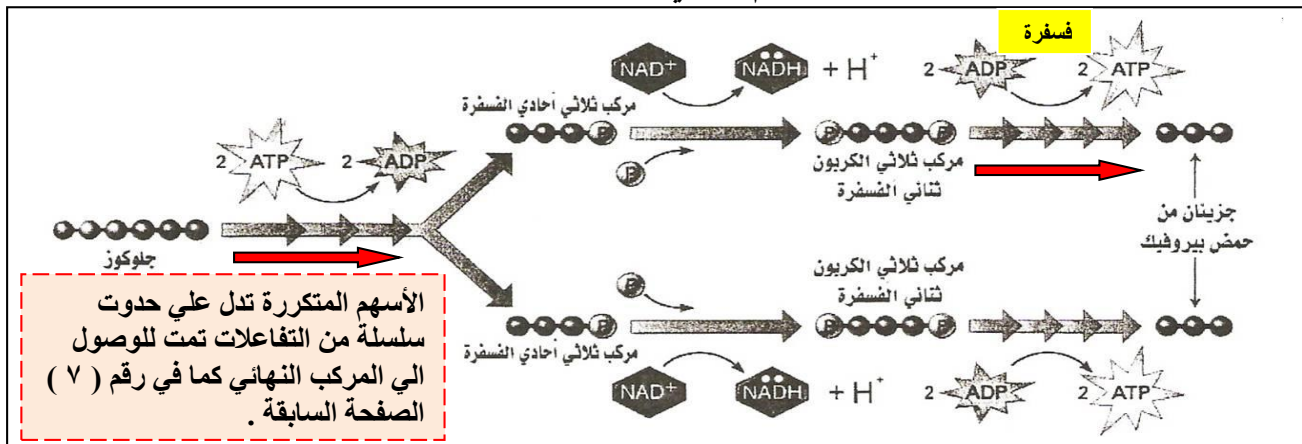 فسفرة
NAD⁺ NADH + H⁺ 2 ADP 2 ATP
مركب ثلاثي أحادي الفسفرة
P P P
P
2 ATP 2 ADP
مركب ثلاثي الكربون
ثنائي الفسفرة
جزيئان من
حمض بيروفيك
جلوكوز
مركب ثلاثي الكربون
ثنائي الفسفرة
P
P P P
مركب ثلاثي أحادي الفسفرة
NAD⁺ NADH + H⁺ 2 ADP 2 ATP
الأسهم المتكررة تدل علي حدوت
سلسلة من التفاعلات تمت للوصول
الي المركب النهائي كما في رقم ( ٧ )
الصفحة السابقة .